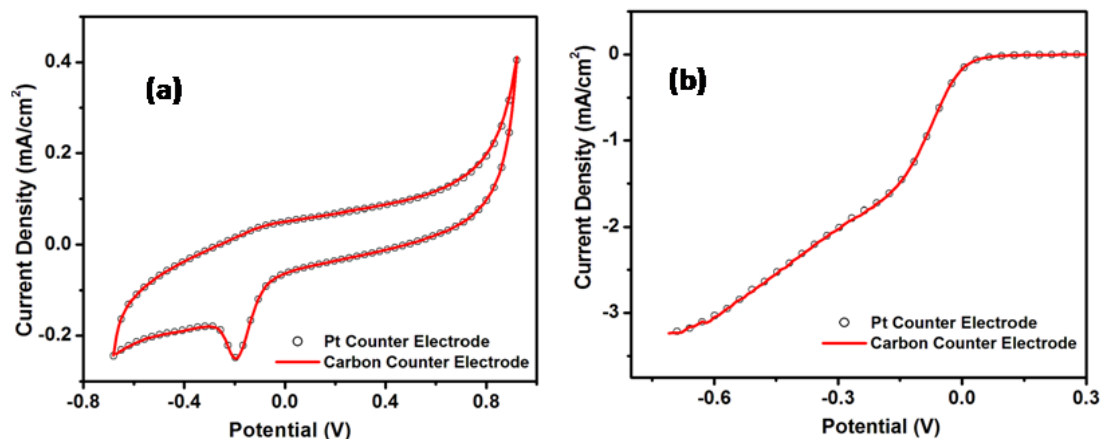 (a)
Current Density (mA/cm²)
0.4
0.2
0.0
-0.2
-0.8
-0.4
0.0
0.4
0.8
Potential (V)
Pt Counter Electrode
Carbon Counter Electrode
(b)
Current Density (mA/cm²)
0
-1
-2
-3
-0.6
-0.3
0.0
0.3
Potential (V)
Pt Counter Electrode
Carbon Counter Electrode